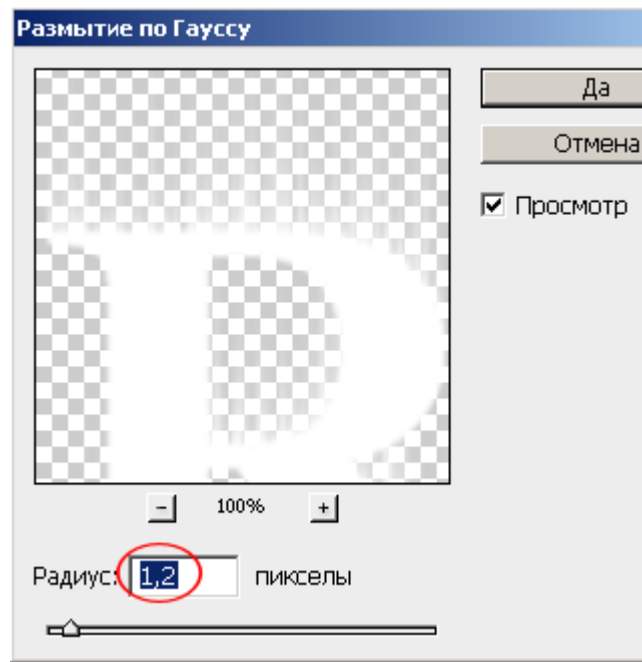 Размытие по Гауссу
Да
Отмена
Просмотр
100%
Радиус: 1,2 пикселы